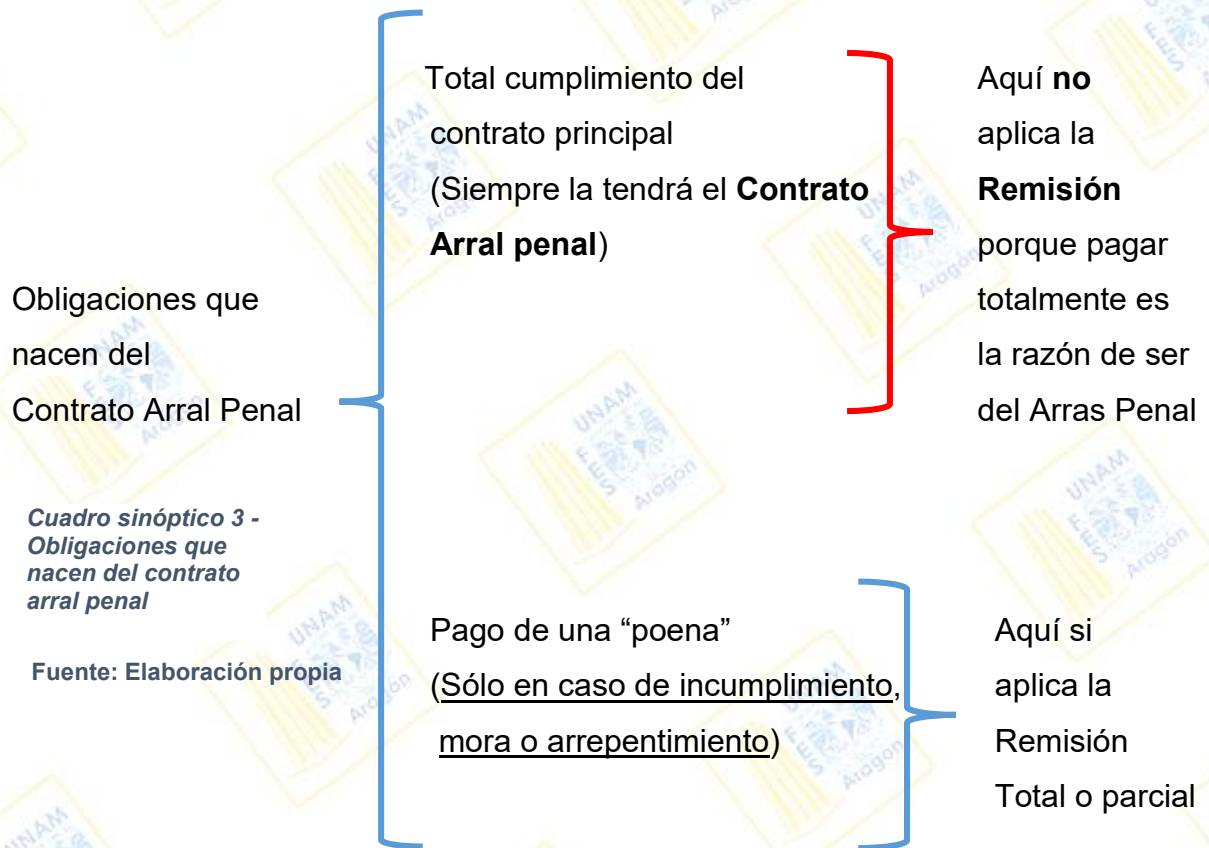 Obligaciones que
nacen del
Contrato Arral Penal
Cuadro sinóptico 3 -
Obligaciones que
nacen del contrato
arral penal
Fuente: Elaboración propia
Total cumplimiento del
contrato principal
(Siempre la tendrá el Contrato
Arral penal)
Aquí no
aplica la
Remisión
porque pagar
totalmente es
la razón de ser
del Arras Penal
Pago de una “poena”
(Sólo en caso de incumplimiento,
mora o arrepentimiento)
Aquí si
aplica la
Remisión
Total o parcial
UNAM
FES
Aragón